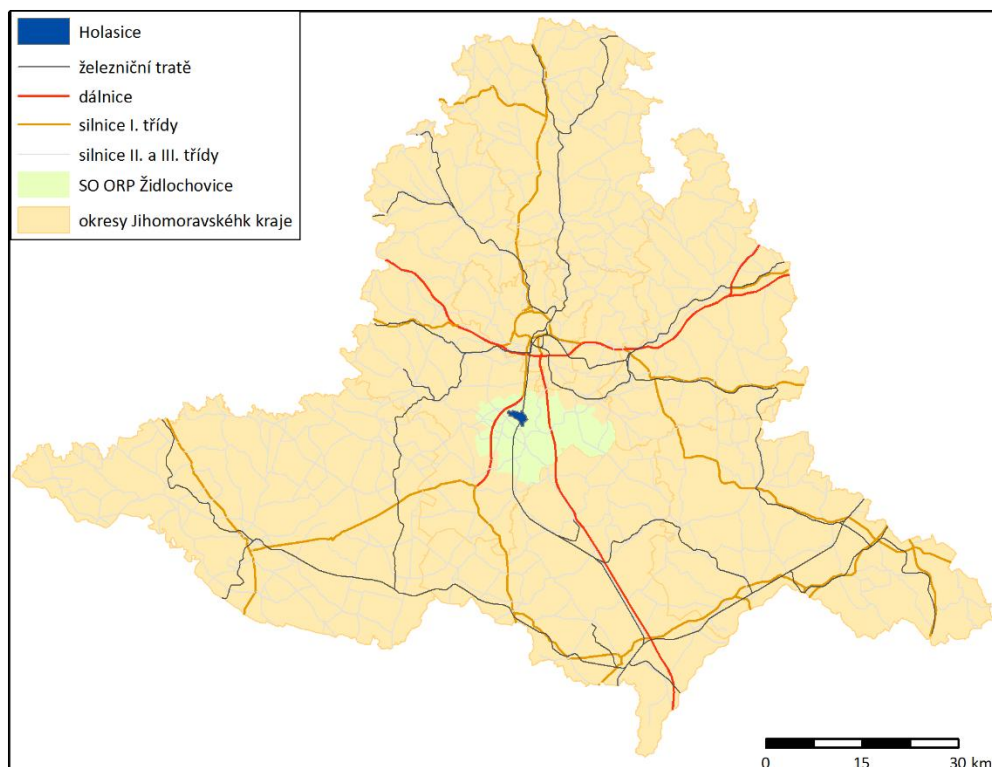 Holasice
železniční tratě
dálnice
silnice I. třídy
silnice II. a III. třídy
SO ORP Židlochovice
okresy Jihomoravskéhk kraje
0 15 30 km